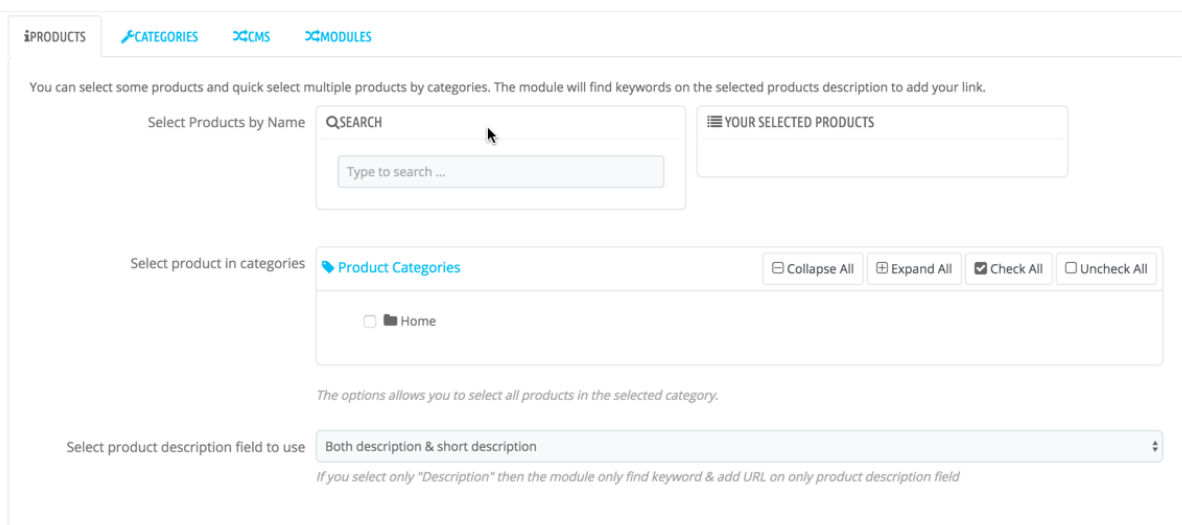 PRODUCTS CATEGORIES CMS MODULES
You can select some products and quick select multiple products by categories. The module will find keywords on the selected products description to add your link.
Select Products by Name SEARCH YOUR SELECTED PRODUCTS
Type to search ...
Select product in categories Product Categories Collapse All Expand All Check All Uncheck All
Home
The options allows you to select all products in the selected category.
Select product description field to use Both description & short description
If you select only "Description" then the module only find keyword & add URL on only product description field